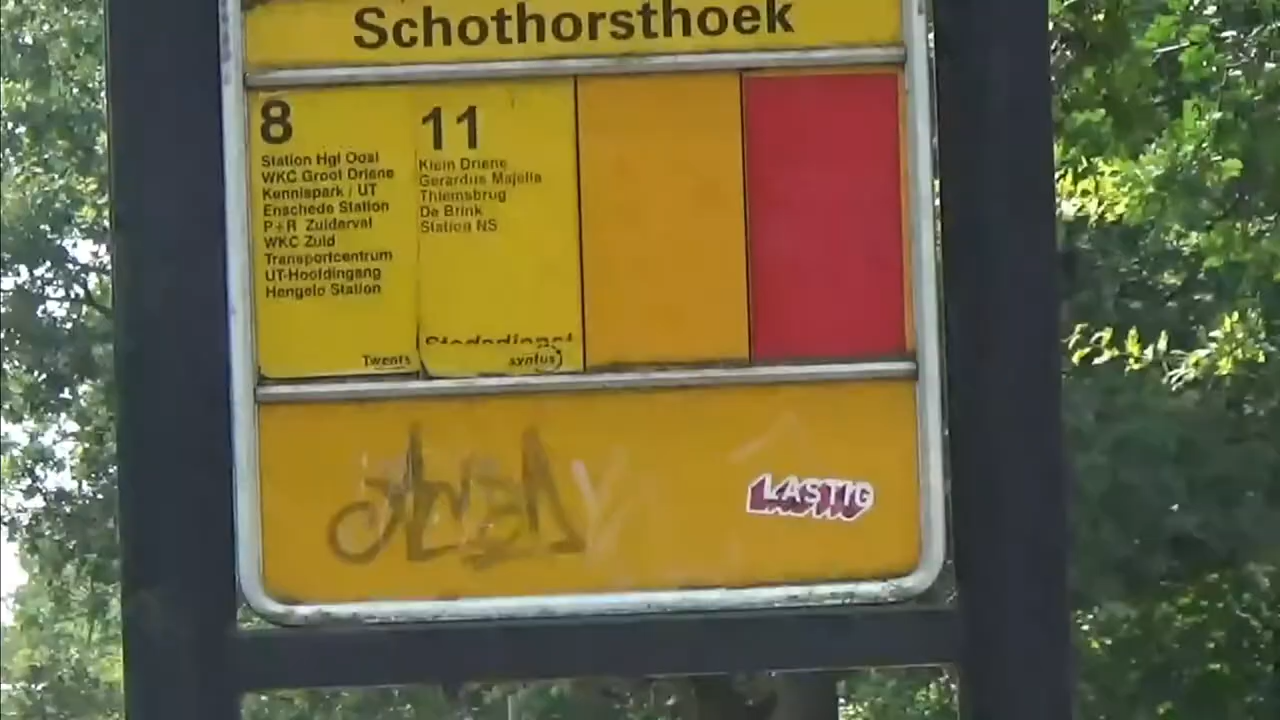 Schothorsthoek
8
Station Hgl Oost
WKC Groot Driene
Kennispark / UT
Enschede Station
P+R Zuiderval
WKC Zuid
Transportcentrum
UT-Hoofdingang
Hengelo Station
Twents
11
Klein Driene
Gerardus Majella
Thiemsbrug
De Brink
Station NS
Stadsdienst
syntus
LASTIG